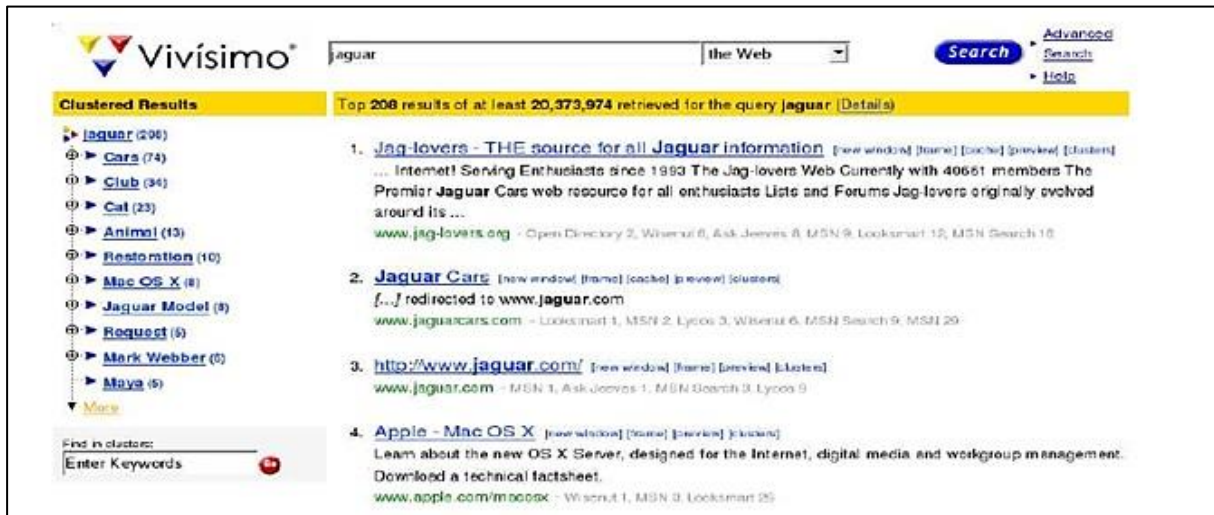 Vivísimo®
jaguar
the Web
Search
Advanced
Search
Help
Clustered Results
jaguar (208)
Cars (74)
Club (34)
Cat (23)
Animal (13)
Restoration (10)
Mac OS X (8)
Jaguar Model (8)
Request (5)
Mark Webber (6)
Maya (5)
More
Find in clusters:
Enter Keywords
Top 208 results of at least 20,373,974 retrieved for the query jaguar (Details)
1. Jag-lovers - THE source for all Jaguar information [new window] [frame] [cache] [preview] [clusters]
... Internet! Serving Enthusiasts since 1993 The Jag-lovers Web Currently with 40661 members The
Premier Jaguar Cars web resource for all enthusiasts Lists and Forums Jag-lovers originally evolved
around its ...
www.jag-lovers.org - Open Directory 2, Wisenut 6, Ask Jeeves 8, MSN 9, Looksmart 12, MSN Search 16
2. Jaguar Cars [new window] [frame] [cache] [preview] [clusters]
[...] redirected to www.jaguar.com
www.jaguarcars.com - Looksmart 1, MSN 2, Lycos 3, Wisenut 6, MSN Search 9, MSN 29
3. http://www.jaguar.com/ [new window] [frame] [preview] [clusters]
www.jaguar.com - MSN 1, Ask Jeeves 1, MSN Search 3, Lycos 9
4. Apple - Mac OS X [new window] [frame] [preview] [clusters]
Learn about the new OS X Server, designed for the Internet, digital media and workgroup management.
Download a technical factsheet.
www.apple.com/macosx - Wisenut 1, MSN 3, Looksmart